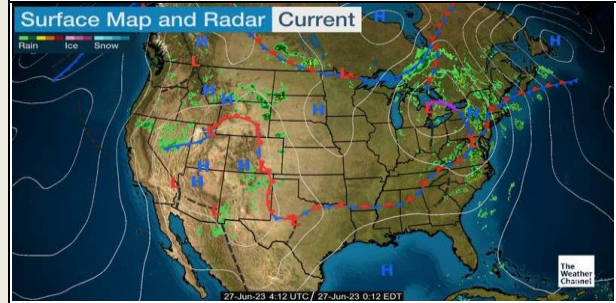 Surface Map and Radar Current
Rain Ice Snow
H
H
L
L
H
H
H
H
L
H
L
H
H
H
L
L
L
H
The
Weather
Channel
27-Jun-23 4:12 UTC / 27-Jun-23 0:12 EDT